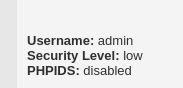 Username: admin
Security Level: low
PHPIDS: disabled